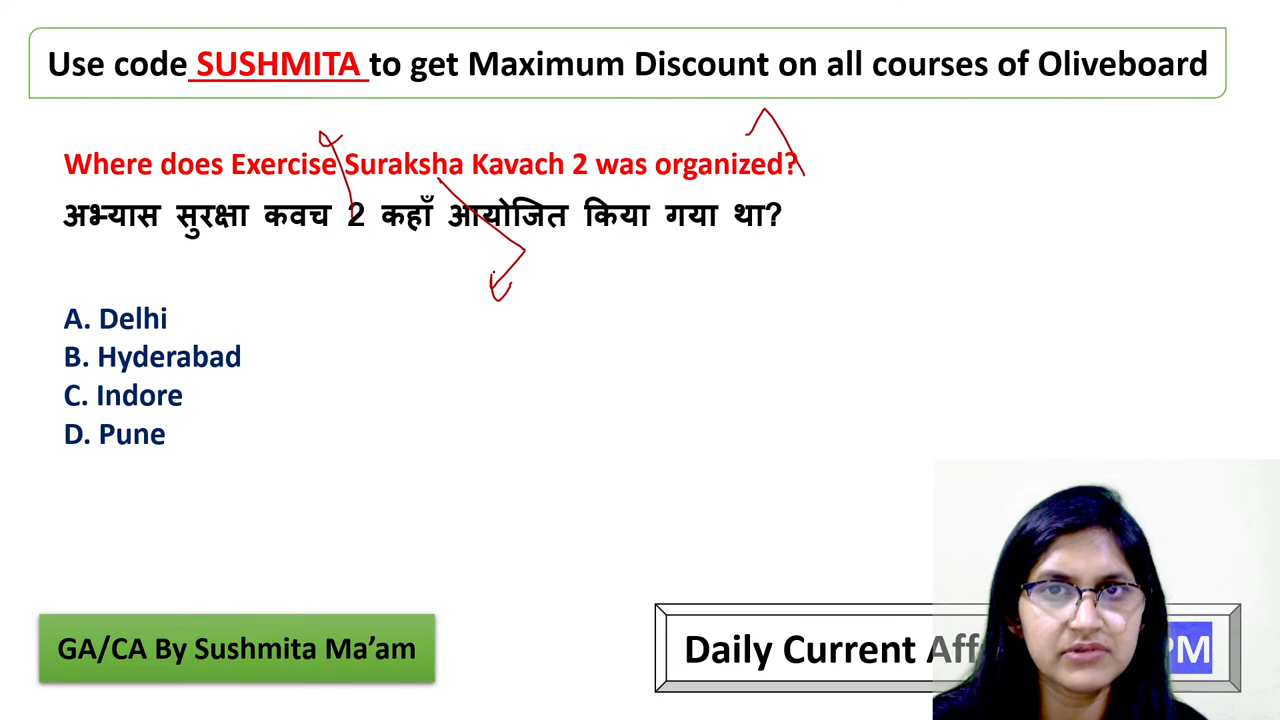 Use code SUSHMITA to get Maximum Discount on all courses of Oliveboard
Where does Exercise Suraksha Kavach 2 was organized?
अभ्यास सुरक्षा कवच 2 कहाँ आयोजित किया गया था?
A. Delhi
B. Hyderabad
C. Indore
D. Pune
GA/CA By Sushmita Ma’am
Daily Current PM